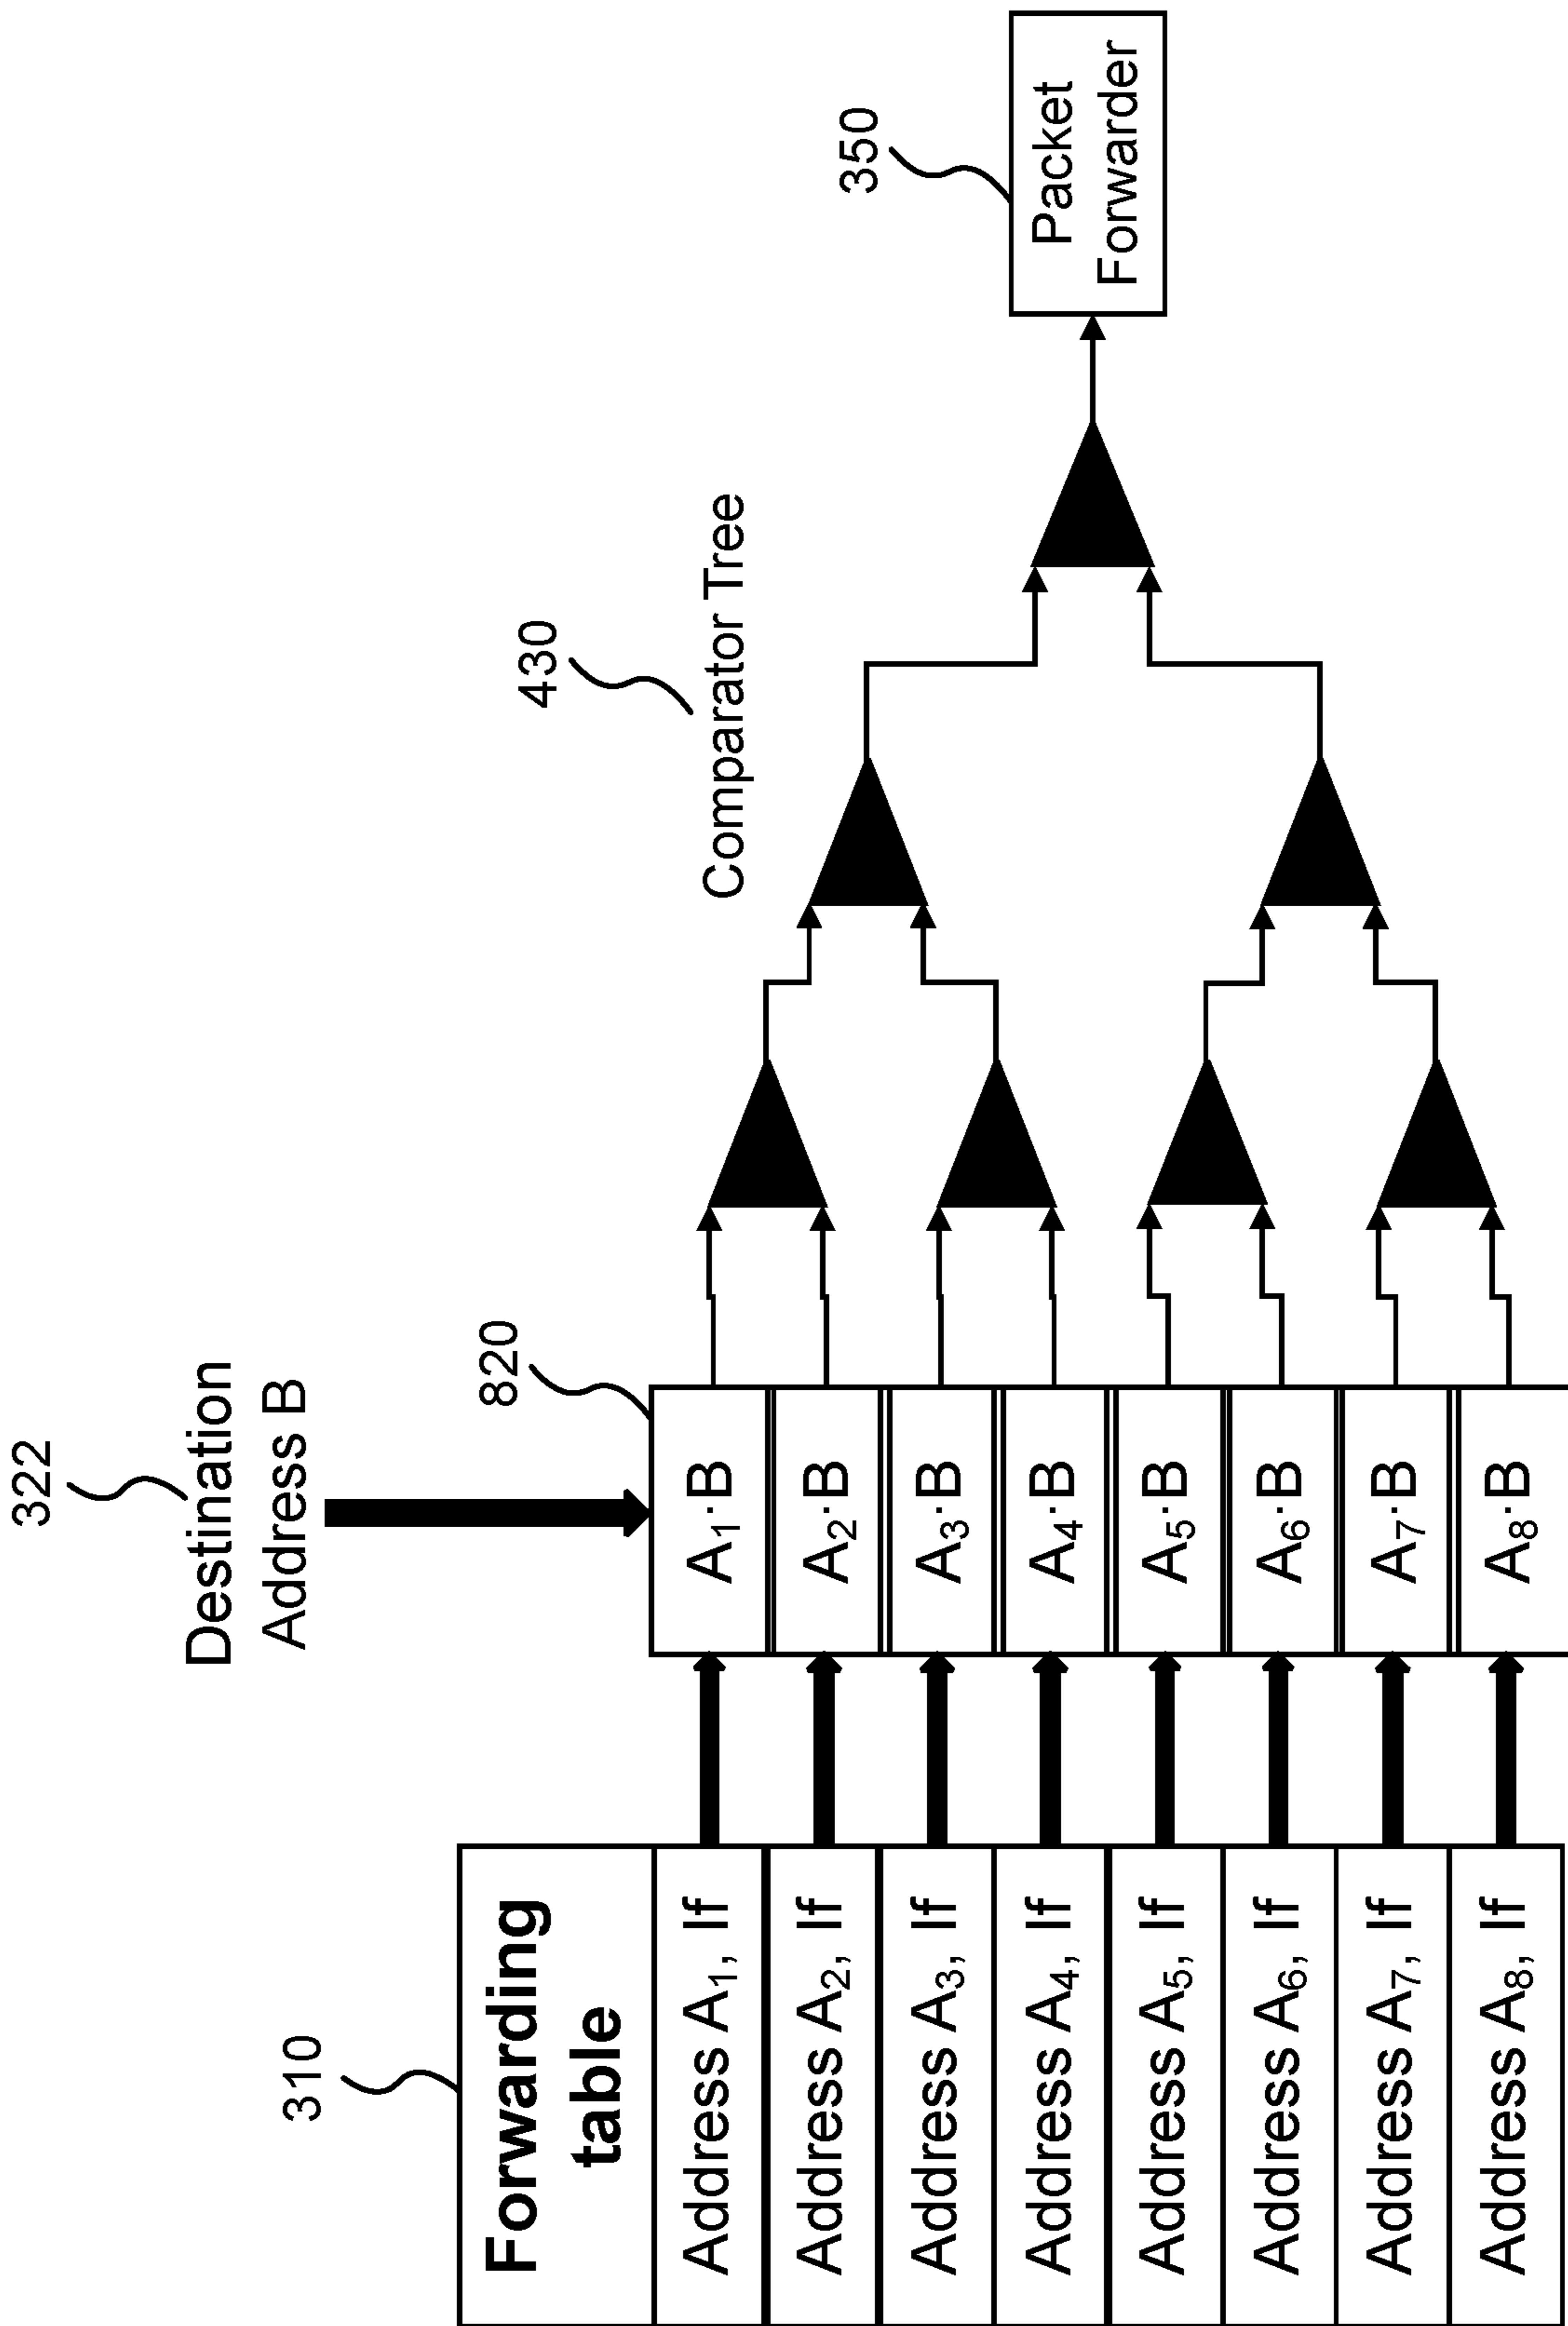 322
Destination
Address B
310
Forwarding
table
Address A₁, If
Address A₂, If
Address A₃, If
Address A₄, If
Address A₅, If
Address A₆, If
Address A₇, If
Address A₈, If
820
A₁·B
A₂·B
A₃·B
A₄·B
A₅·B
A₆·B
A₇·B
A₈·B
430
Comparator Tree
350
Packet
Forwarder